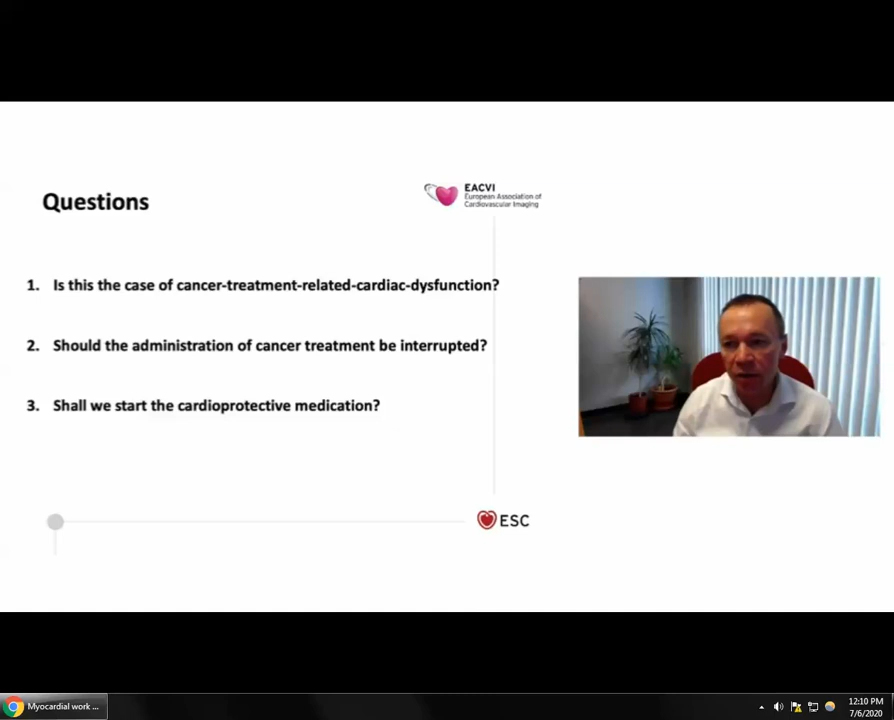 Questions
EACVI
European Association of
Cardiovascular Imaging
1. Is this the case of cancer-treatment-related-cardiac-dysfunction?
2. Should the administration of cancer treatment be interrupted?
3. Shall we start the cardioprotective medication?
ESC
Myocardial work ...
12:10 PM
7/6/2020